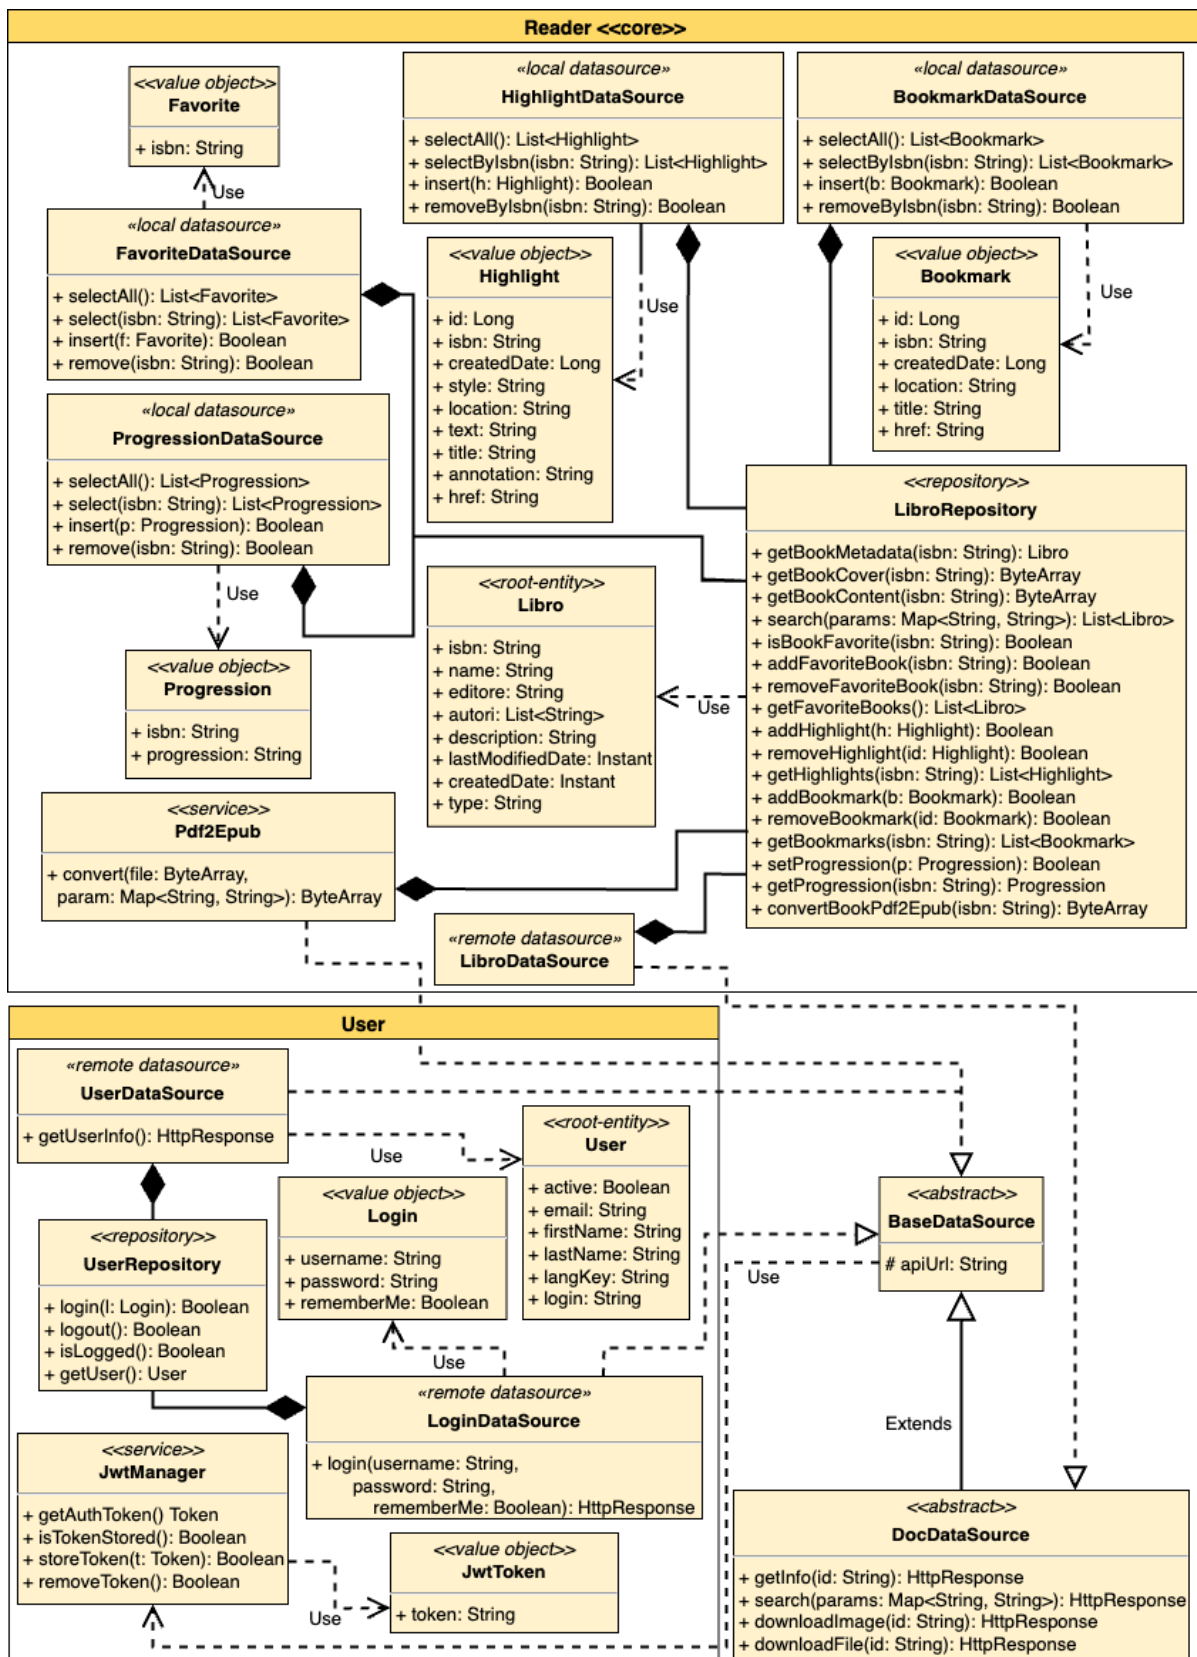 Reader <<core>>
<<value object>>
Favorite
+ isbn: String
Use
«local datasource»
FavoriteDataSource
+ selectAll(): List<Favorite>
+ select(isbn: String): List<Favorite>
+ insert(f: Favorite): Boolean
+ remove(isbn: String): Boolean
«local datasource»
HighlightDataSource
+ selectAll(): List<Highlight>
+ selectByIsbn(isbn: String): List<Highlight>
+ insert(h: Highlight): Boolean
+ removeByIsbn(isbn: String): Boolean
«local datasource»
BookmarkDataSource
+ selectAll(): List<Bookmark>
+ selectByIsbn(isbn: String): List<Bookmark>
+ insert(b: Bookmark): Boolean
+ removeByIsbn(isbn: String): Boolean
<<value object>>
Highlight
+ id: Long
+ isbn: String
+ createdDate: Long
+ style: String
+ location: String
+ text: String
+ title: String
+ annotation: String
+ href: String
Use
<<value object>>
Bookmark
+ id: Long
+ isbn: String
+ createdDate: Long
+ location: String
+ title: String
+ href: String
Use
«local datasource»
ProgressionDataSource
+ selectAll(): List<Progression>
+ select(isbn: String): List<Progression>
+ insert(p: Progression): Boolean
+ remove(isbn: String): Boolean
Use
<<value object>>
Progression
+ isbn: String
+ progression: String
<<root-entity>>
Libro
+ isbn: String
+ name: String
+ editore: String
+ autori: List<String>
+ description: String
+ lastModifiedDate: Instant
+ createdDate: Instant
+ type: String
Use
<<repository>>
LibroRepository
+ getBookMetadata(isbn: String): Libro
+ getBookCover(isbn: String): ByteArray
+ getBookContent(isbn: String): ByteArray
+ search(params: Map<String, String>): List<Libro>
+ isBookFavorite(isbn: String): Boolean
+ addFavoriteBook(isbn: String): Boolean
+ removeFavoriteBook(isbn: String): Boolean
+ getFavoriteBooks(): List<Libro>
+ addHighlight(h: Highlight): Boolean
+ removeHighlight(id: Highlight): Boolean
+ getHighlights(isbn: String): List<Highlight>
+ addBookmark(b: Bookmark): Boolean
+ removeBookmark(id: Bookmark): Boolean
+ getBookmarks(isbn: String): List<Bookmark>
+ setProgression(p: Progression): Boolean
+ getProgression(isbn: String): Progression
+ convertBookPdf2Epub(isbn: String): ByteArray
<<service>>
Pdf2Epub
+ convert(file: ByteArray,
param: Map<String, String>): ByteArray
«remote datasource»
LibroDataSource
User
«remote datasource»
UserDataSource
+ getUserInfo(): HttpResponse
Use
<<root-entity>>
User
+ active: Boolean
+ email: String
+ firstName: String
+ lastName: String
+ langKey: String
+ login: String
<<value object>>
Login
+ username: String
+ password: String
+ rememberMe: Boolean
<<repository>>
UserRepository
+ login(l: Login): Boolean
+ logout(): Boolean
+ isLogged(): Boolean
+ getUser(): User
Use
<<abstract>>
BaseDataSource
# apiUrl: String
Use
«remote datasource»
LoginDataSource
+ login(username: String,
password: String,
rememberMe: Boolean): HttpResponse
Extends
<<service>>
JwtManager
+ getAuthToken() Token
+ isTokenStored(): Boolean
+ storeToken(t: Token): Boolean
+ removeToken(): Boolean
Use
<<value object>>
JwtToken
+ token: String
<<abstract>>
DocDataSource
+ getInfo(id: String): HttpResponse
+ search(params: Map<String, String>): HttpResponse
+ downloadImage(id: String): HttpResponse
+ downloadFile(id: String): HttpResponse